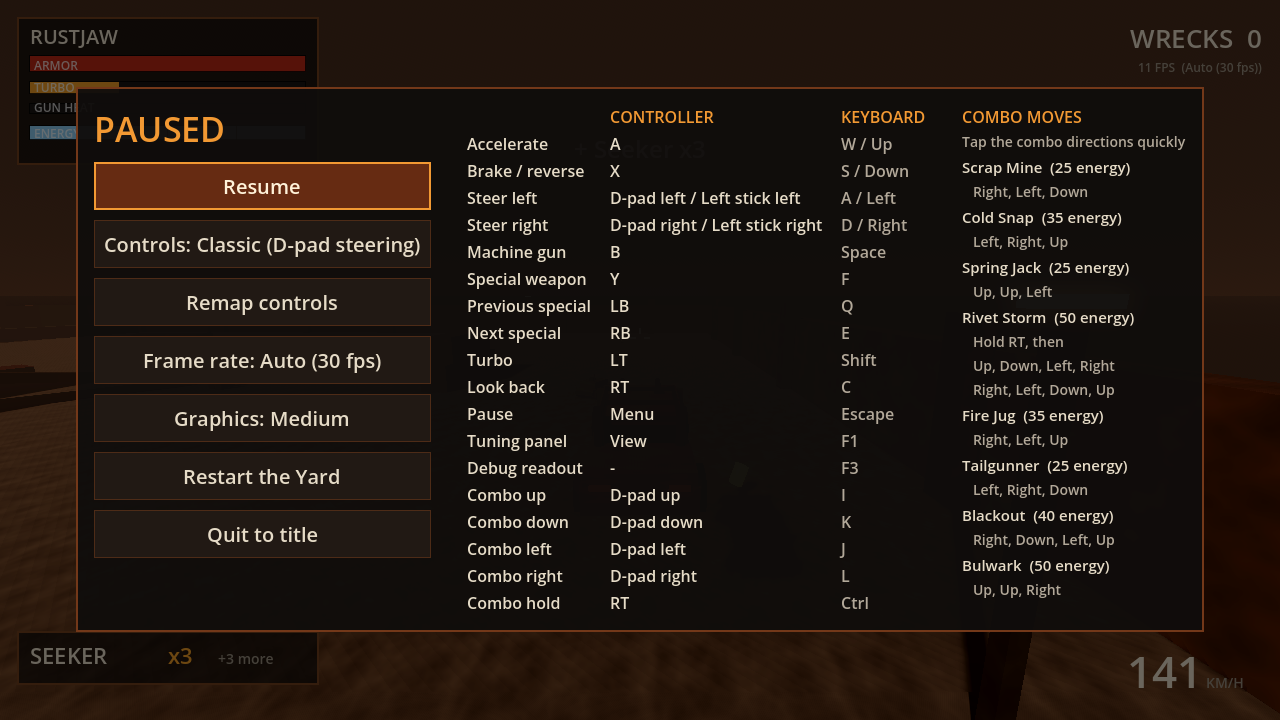 RUSTJAW
ARMOR
TURBO
GUN HEAT
ENERGY
WRECKS 0
11 FPS (Auto (30 fps))
PAUSED
Resume
Controls: Classic (D-pad steering)
Remap controls
Frame rate: Auto (30 fps)
Graphics: Medium
Restart the Yard
Quit to title
CONTROLLER KEYBOARD
Accelerate A W / Up
Brake / reverse X S / Down
Steer left D-pad left / Left stick left A / Left
Steer right D-pad right / Left stick right D / Right
Machine gun B Space
Special weapon Y F
Previous special LB Q
Next special RB E
Turbo LT Shift
Look back RT C
Pause Menu Escape
Tuning panel View F1
Debug readout - F3
Combo up D-pad up I
Combo down D-pad down K
Combo left D-pad left J
Combo right D-pad right L
Combo hold RT Ctrl
+ Seeker x3
COMBO MOVES
Tap the combo directions quickly
Scrap Mine (25 energy)
Right, Left, Down
Cold Snap (35 energy)
Left, Right, Up
Spring Jack (25 energy)
Up, Up, Left
Rivet Storm (50 energy)
Hold RT, then
Up, Down, Left, Right
Right, Left, Down, Up
Fire Jug (35 energy)
Right, Left, Up
Tailgunner (25 energy)
Left, Right, Down
Blackout (40 energy)
Right, Down, Left, Up
Bulwark (50 energy)
Up, Up, Right
SEEKER x3 +3 more
141 KM/H